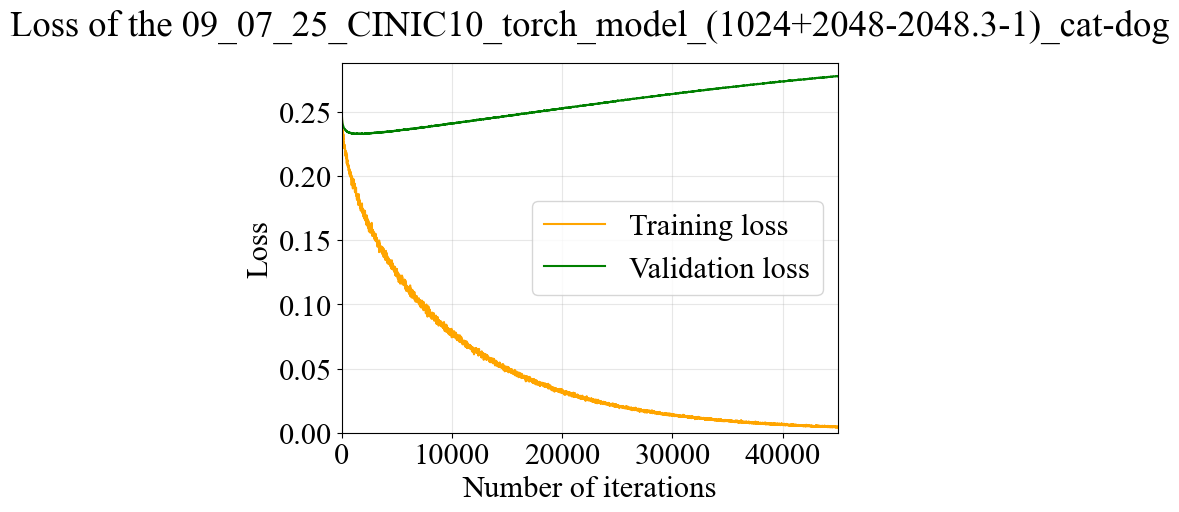 Loss of the 09_07_25_CINIC10_torch_model_(1024+2048-2048.3-1)_cat-dog
0.25
0.20
0.15
0.10
0.05
0.00
Loss
Training loss
Validation loss
0 10000 20000 30000 40000
Number of iterations